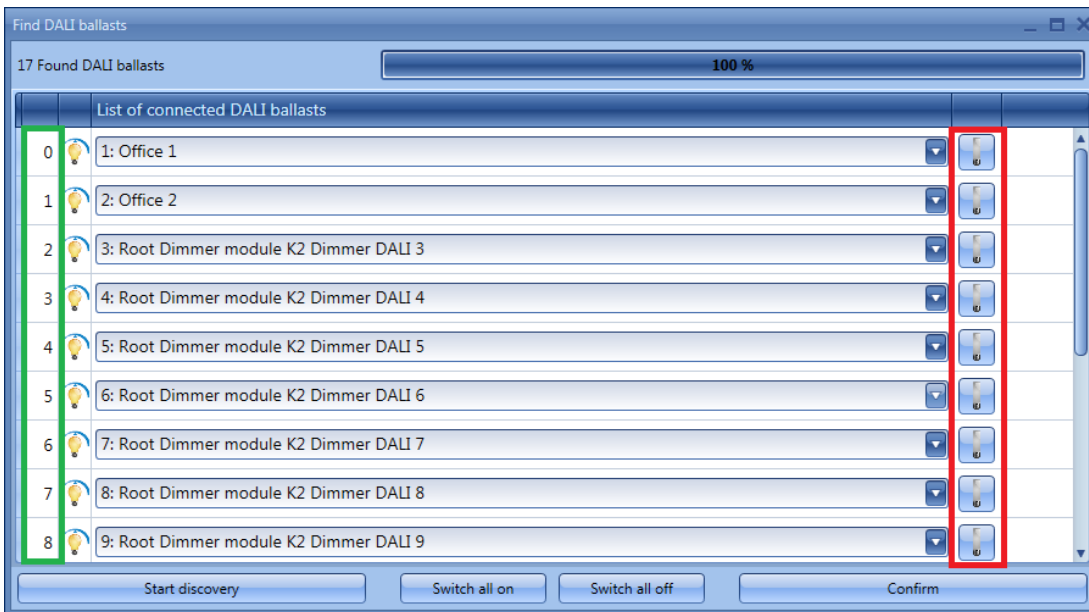 Find DALI ballasts
17 Found DALI ballasts 100 %
List of connected DALI ballasts
0 1: Office 1
1 2: Office 2
2 3: Root Dimmer module K2 Dimmer DALI 3
3 4: Root Dimmer module K2 Dimmer DALI 4
4 5: Root Dimmer module K2 Dimmer DALI 5
5 6: Root Dimmer module K2 Dimmer DALI 6
6 7: Root Dimmer module K2 Dimmer DALI 7
7 8: Root Dimmer module K2 Dimmer DALI 8
8 9: Root Dimmer module K2 Dimmer DALI 9
Start discovery Switch all on Switch all off Confirm